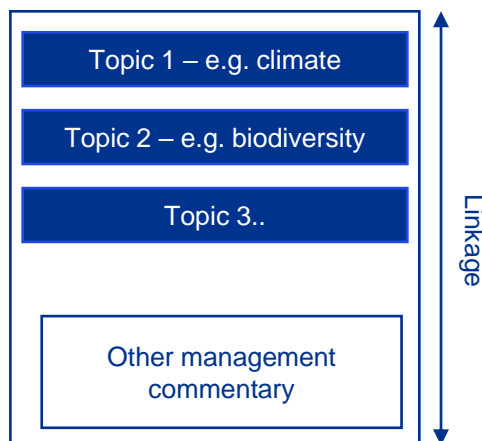 Topic 1 – e.g. climate
Topic 2 – e.g. biodiversity
Topic 3..
Other management
commentary
Linkage